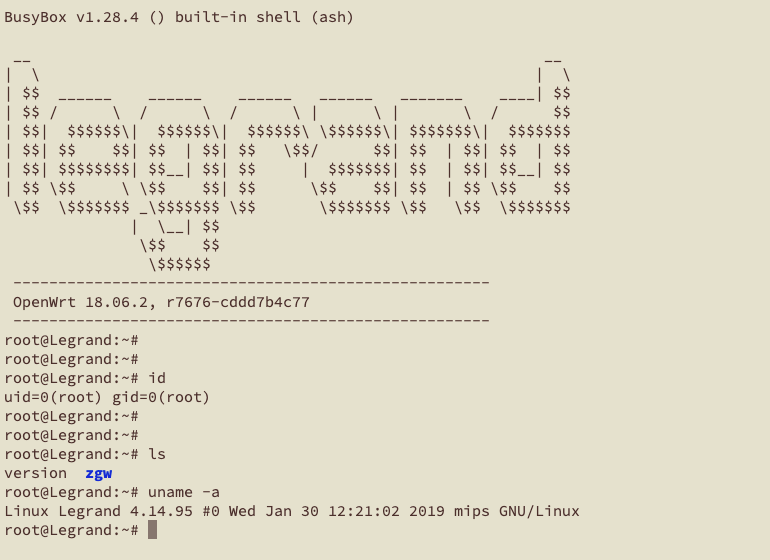 BusyBox v1.28.4 () built-in shell (ash)
 __                                                         __
|  \                                                       |  \
| $$  ______    ______    ______   ______   _______    ____| $$
| $$ /      \  /      \  /      \ |      \ |       \  /      $$
| $$|  $$$$$$\|  $$$$$$\|  $$$$$$\ \$$$$$$\| $$$$$$$\|  $$$$$$$
| $$| $$    $$| $$  | $$| $$   \$$/      $$| $$  | $$| $$  | $$
| $$| $$$$$$$$| $$__| $$| $$     |  $$$$$$$| $$  | $$| $$__| $$
| $$ \$$     \ \$$    $$| $$      \$$    $$| $$  | $$ \$$    $$
 \$$  \$$$$$$$ _\$$$$$$$ \$$       \$$$$$$$ \$$   \$$  \$$$$$$$
              |  \__| $$
               \$$    $$
                \$$$$$$
 -----------------------------------------------------
 OpenWrt 18.06.2, r7676-cddd7b4c77
 -----------------------------------------------------
root@Legrand:~#
root@Legrand:~#
root@Legrand:~# id
uid=0(root) gid=0(root)
root@Legrand:~#
root@Legrand:~#
root@Legrand:~# ls
version  zgw
root@Legrand:~# uname -a
Linux Legrand 4.14.95 #0 Wed Jan 30 12:21:02 2019 mips GNU/Linux
root@Legrand:~#